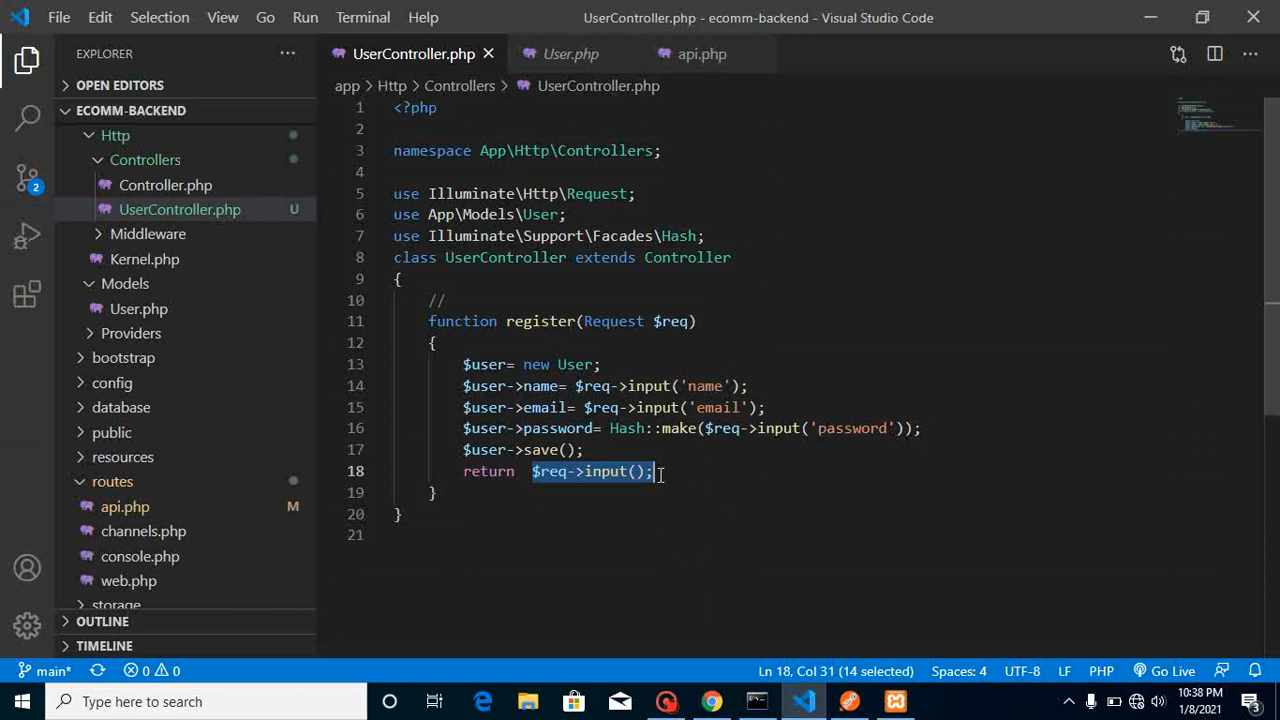 File Edit Selection View Go Run Terminal Help
UserController.php - ecomm-backend - Visual Studio Code
EXPLORER
OPEN EDITORS
ECOMM-BACKEND
Http
Controllers
Controller.php
UserController.php U
Middleware
Kernel.php
Models
User.php
Providers
bootstrap
config
database
public
resources
routes
api.php M
channels.php
console.php
web.php
storage
OUTLINE
TIMELINE
2
UserController.php User.php api.php
app > Http > Controllers > UserController.php
1 <?php
2
3 namespace App\Http\Controllers;
4
5 use Illuminate\Http\Request;
6 use App\Models\User;
7 use Illuminate\Support\Facades\Hash;
8 class UserController extends Controller
9 {
10 //
11 function register(Request $req)
12 {
13 $user= new User;
14 $user->name= $req->input('name');
15 $user->email= $req->input('email');
16 $user->password= Hash::make($req->input('password'));
17 $user->save();
18 return  $req->input();
19 }
20 }
21
main* 0 0 Ln 18, Col 31 (14 selected) Spaces: 4 UTF-8 LF PHP Go Live
Type here to search
10:38 PM
1/8/2021
3